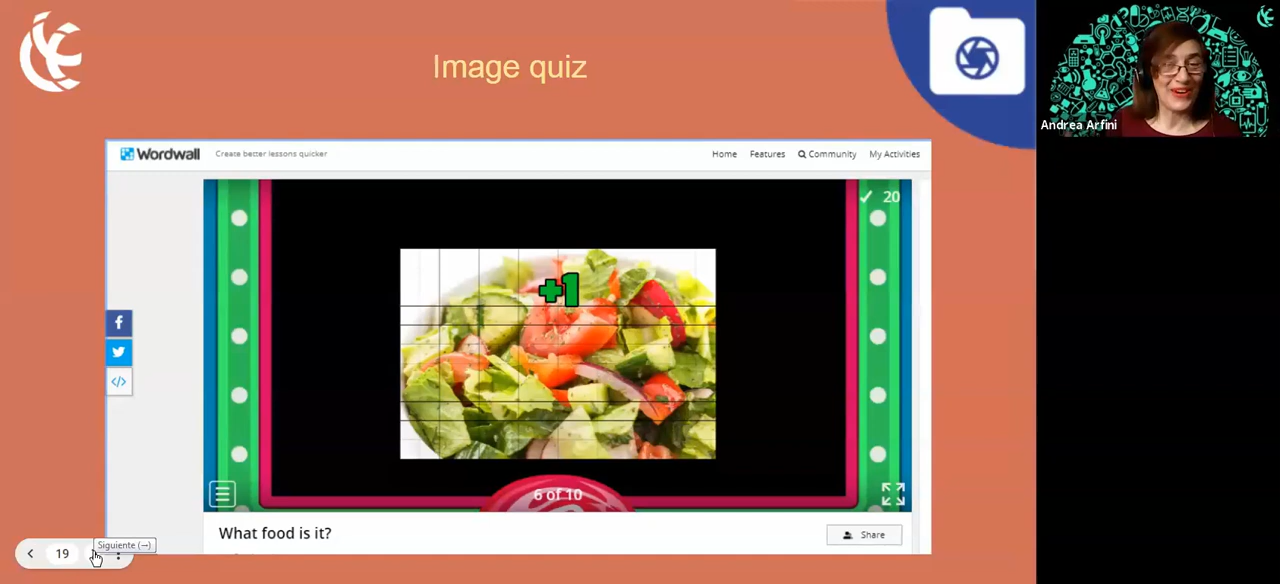 Image quiz
Andrea Arfini
Wordwall
Create better lessons quicker
Home
Features
Community
My Activities
20
+1
6 of 10
What food is it?
Share
19
Siguiente (→)